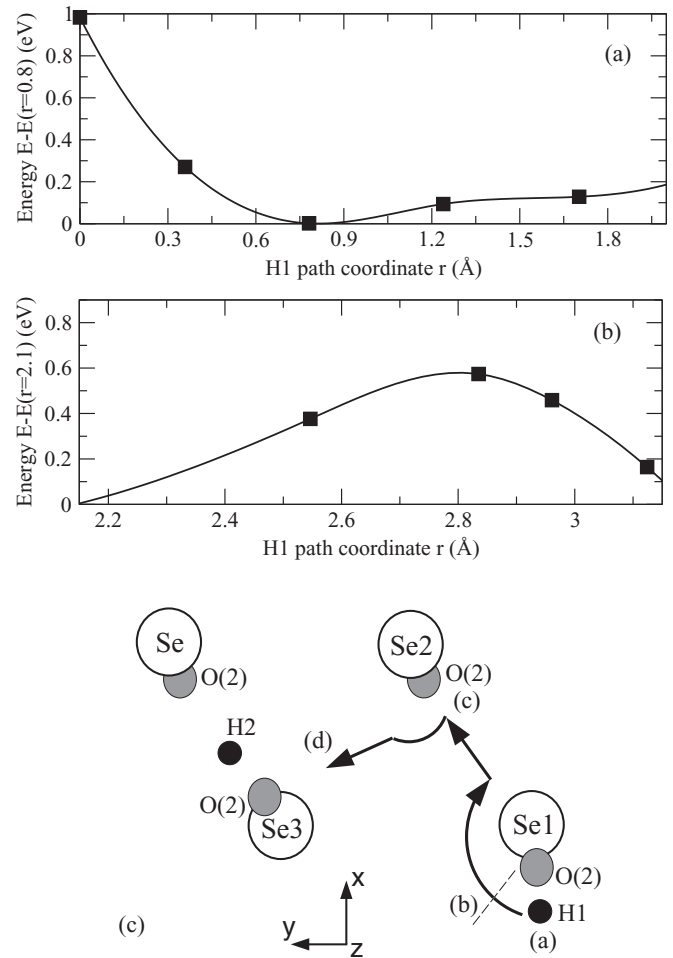 Energy E-E(r=0.8) (eV)
1
0.8
0.6
0.4
0.2
0
(a)
0 0.3 0.6 0.9 1.2 1.5 1.8
H1 path coordinate r (Å)
Energy E-E(r=2.1) (eV)
0.8
0.6
0.4
0.2
0
(b)
2.2 2.4 2.6 2.8 3
H1 path coordinate r (Å)
Se Se2
O(2) O(2)
(c)
H2 (d)
O(2)
Se3 Se1
O(2)
x
(b) H1
(c) y z (a)